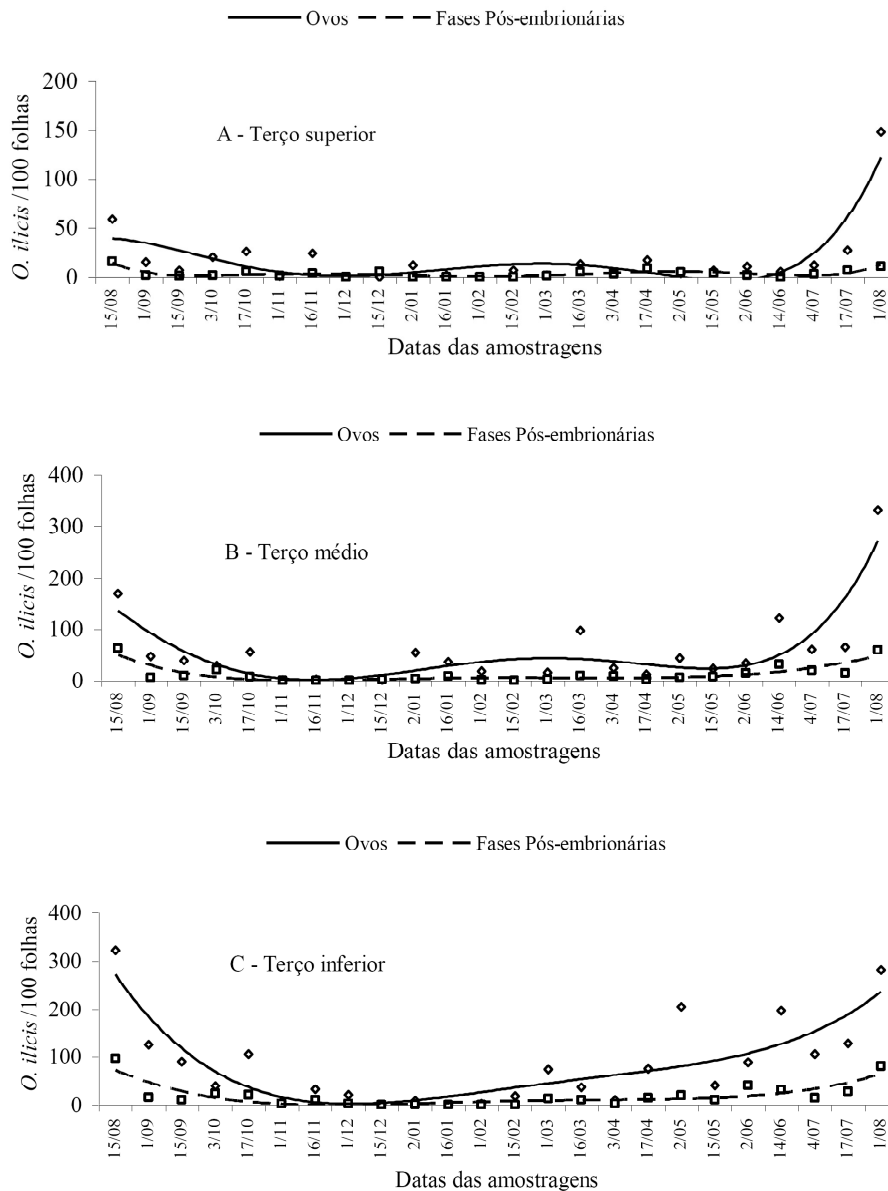 Ovos Fases Pós-embrionárias
200
150
100
50
0
A - Terço superior
O. ilicis /100 folhas
15/08 1/09 15/09 3/10 17/10 1/11 16/11 1/12 15/12 2/01 16/01 1/02 15/02 1/03 16/03 3/04 17/04 2/05 15/05 2/06 14/06 4/07 17/07 1/08
Datas das amostragens
Ovos Fases Pós-embrionárias
400
300
200
100
0
B - Terço médio
O. ilicis /100 folhas
15/08 1/09 15/09 3/10 17/10 1/11 16/11 1/12 15/12 2/01 16/01 1/02 15/02 1/03 16/03 3/04 17/04 2/05 15/05 2/06 14/06 4/07 17/07 1/08
Datas das amostragens
Ovos Fases Pós-embrionárias
400
300
200
100
0
C - Terço inferior
O. ilicis /100 folhas
15/08 1/09 15/09 3/10 17/10 1/11 16/11 1/12 15/12 2/01 16/01 1/02 15/02 1/03 16/03 3/04 17/04 2/05 15/05 2/06 14/06 4/07 17/07 1/08
Datas das amostragens